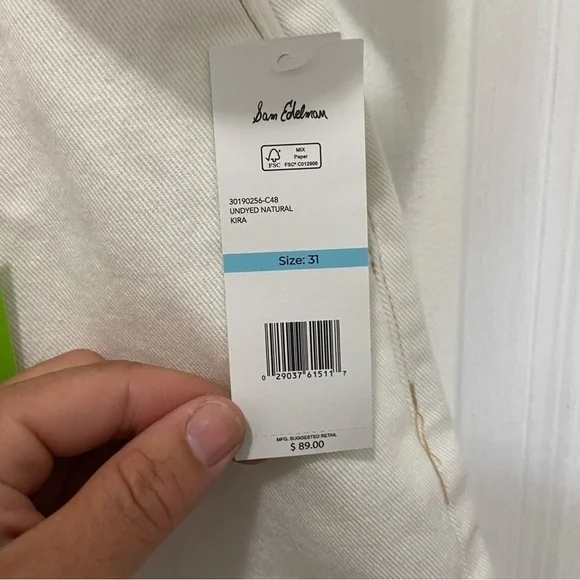 Sam Edelman
FSC
MIX
Paper
FSC® C012908
30190256-C48
UNDYED NATURAL
KIRA
Size: 31
0 29037 61511 7
MFG. SUGGESTED RETAIL
$ 89.00